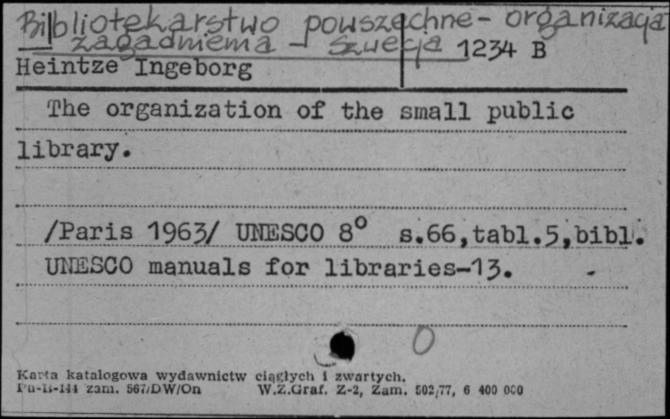 Bibliotekarstwo powszechne - organizacja
zagadnienia - Szwecja 1234 B
Heintze Ingeborg
The organization of the small public
library.
/Paris 1963/ UNESCO 8° s.66,tabl.5,bibl.
UNESCO manuals for libraries-13.
0
Karta katalogowa wydawnictw ciągłych i zwartych.
Pu-B-144 zam. 567/DW/On W.Z.Graf. Z-2, Zam. 502/77, 6 400 000